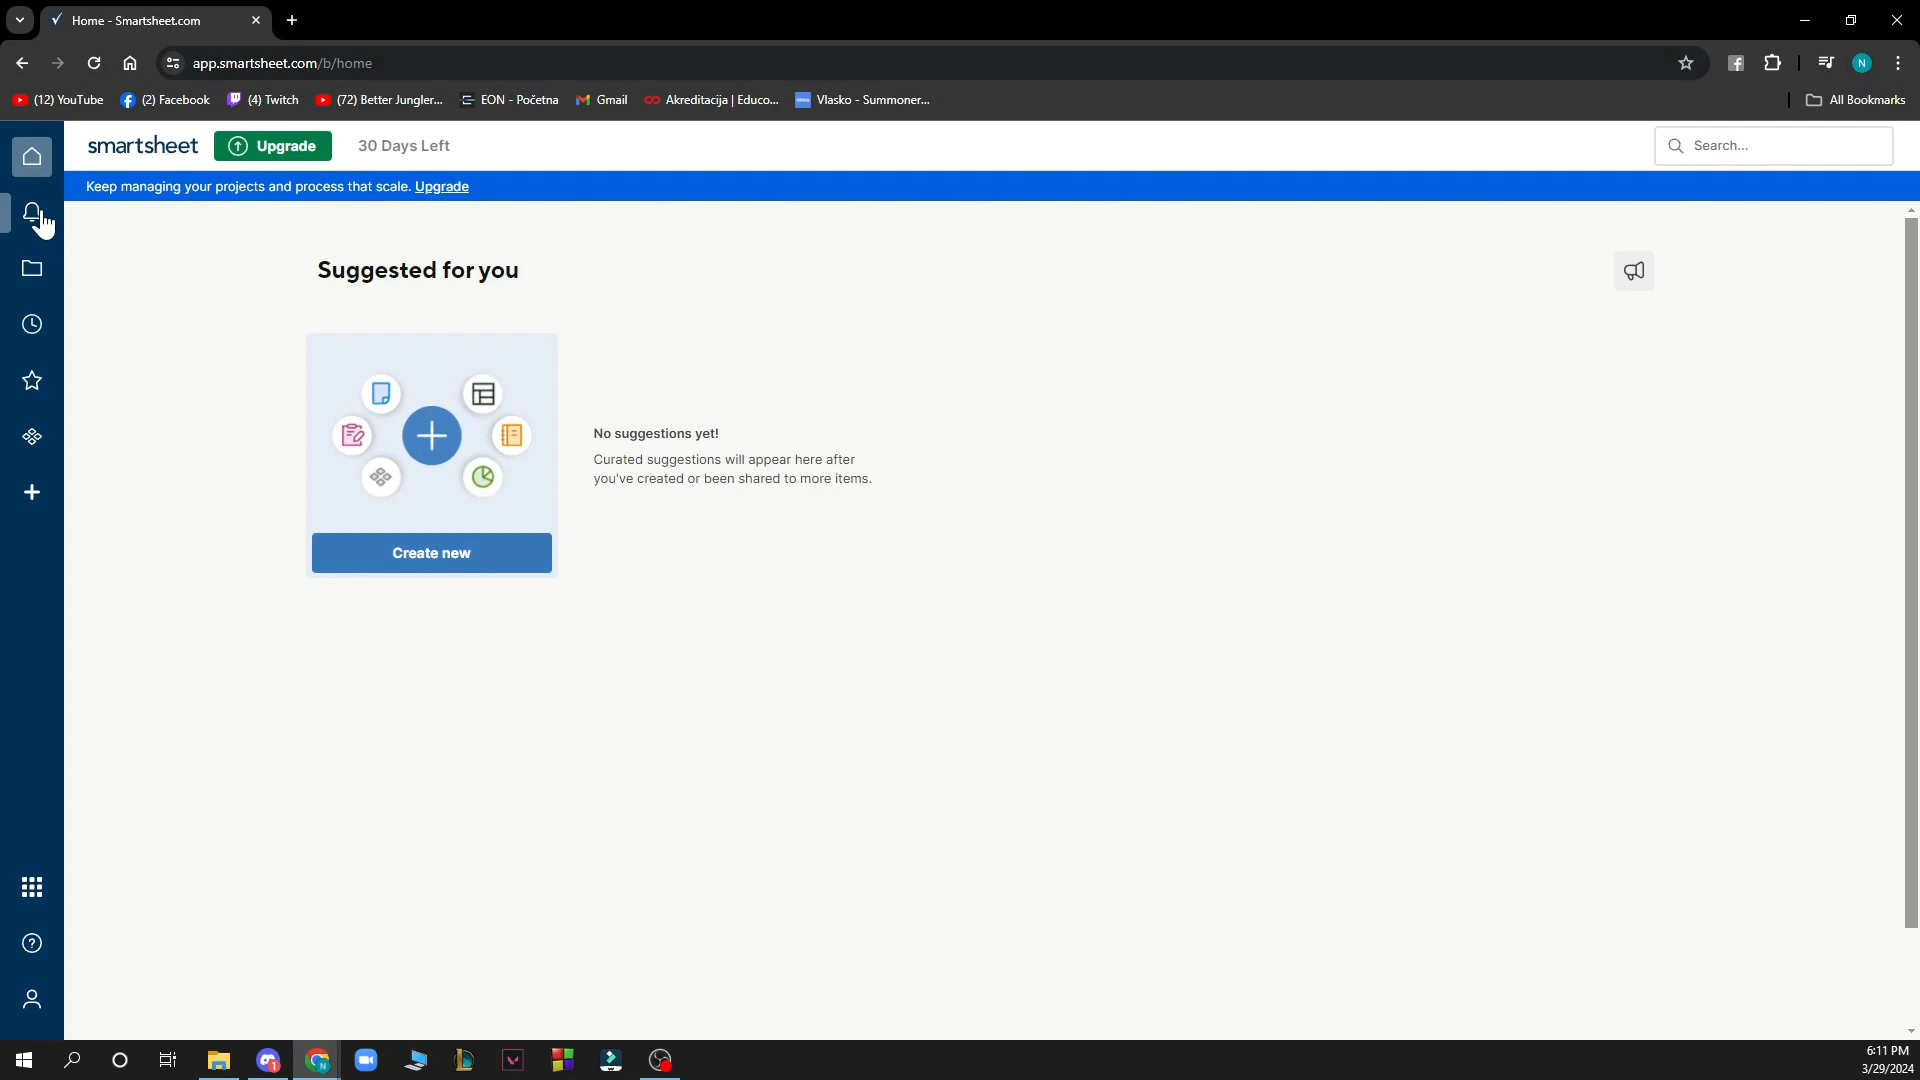 Home - Smartsheet.com
app.smartsheet.com/b/home
(12) YouTube
(2) Facebook
(4) Twitch
(72) Better Jungler...
EON - Početna
Gmail
Akreditacija | Educo...
Vlasko - Summoner...
All Bookmarks
smartsheet
Upgrade
30 Days Left
Search...
Keep managing your projects and process that scale. Upgrade
Suggested for you
No suggestions yet!
Curated suggestions will appear here after
you've created or been shared to more items.
Create new
6:11 PM
3/29/2024